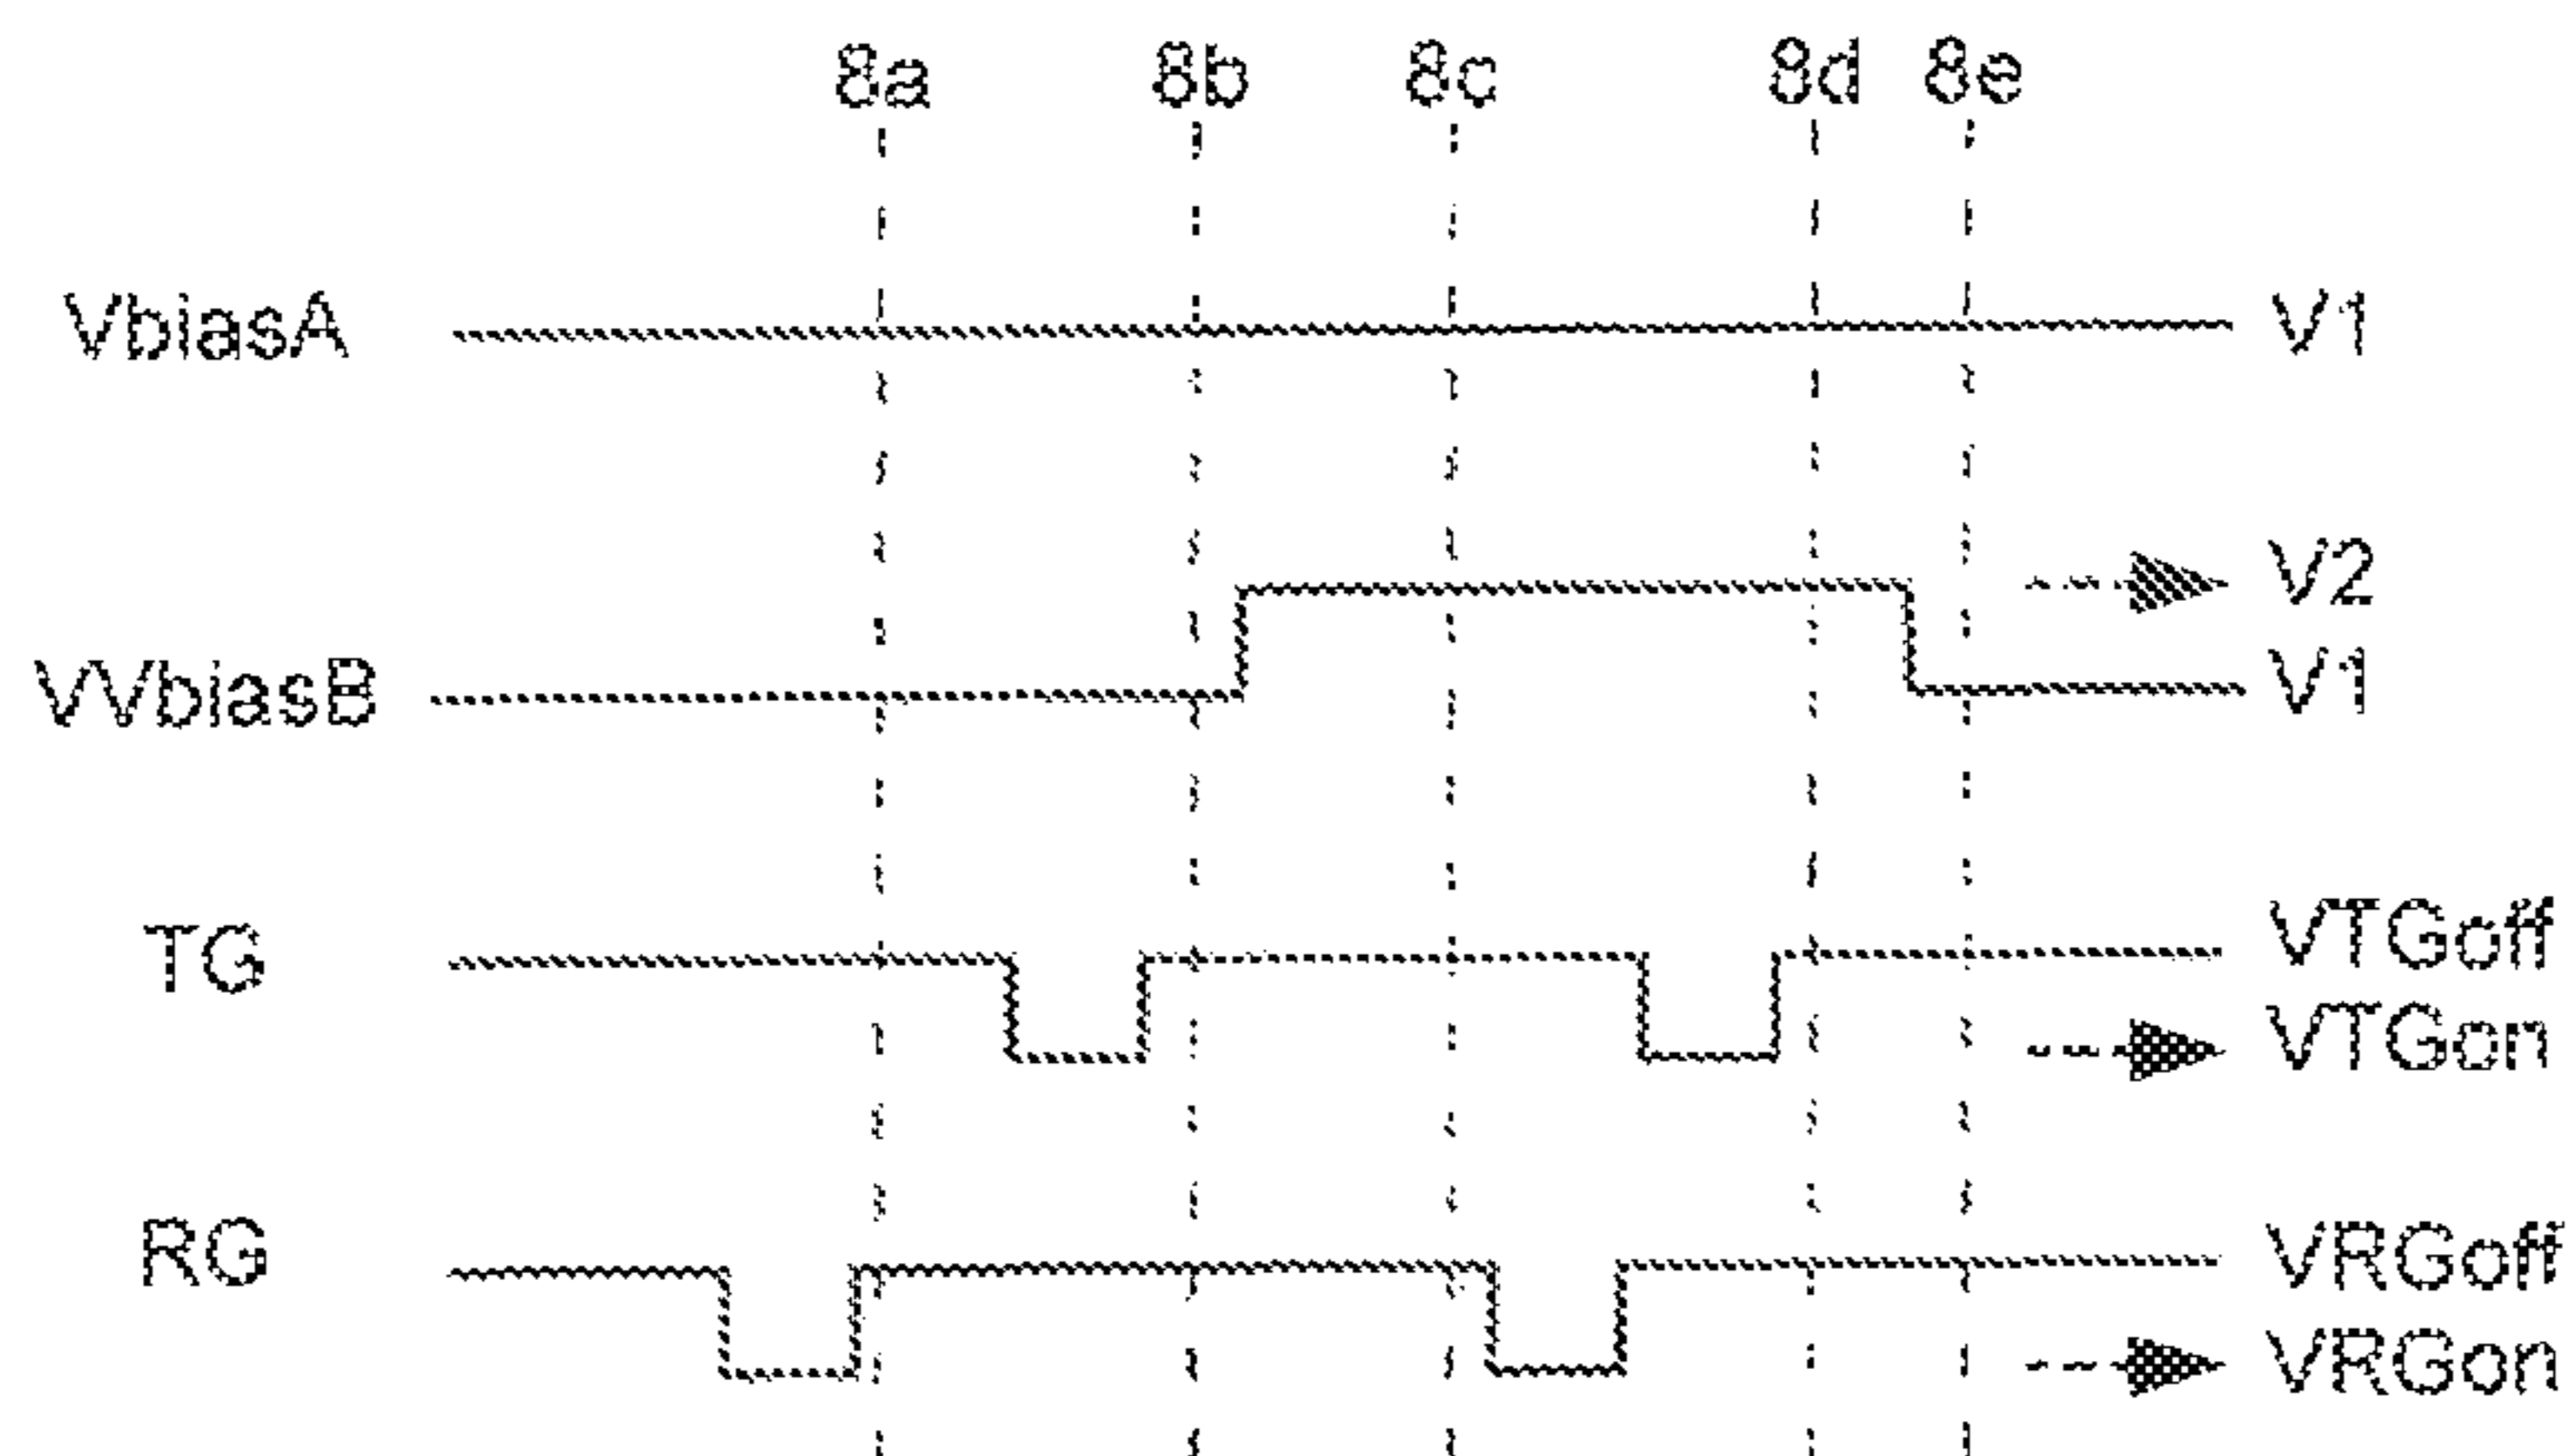 8a 8b 8c 8d 8e
VbiasA V1
V2
VVbiasB V1
TG VTGoff
VTGon
RG VRGoff
VRGon